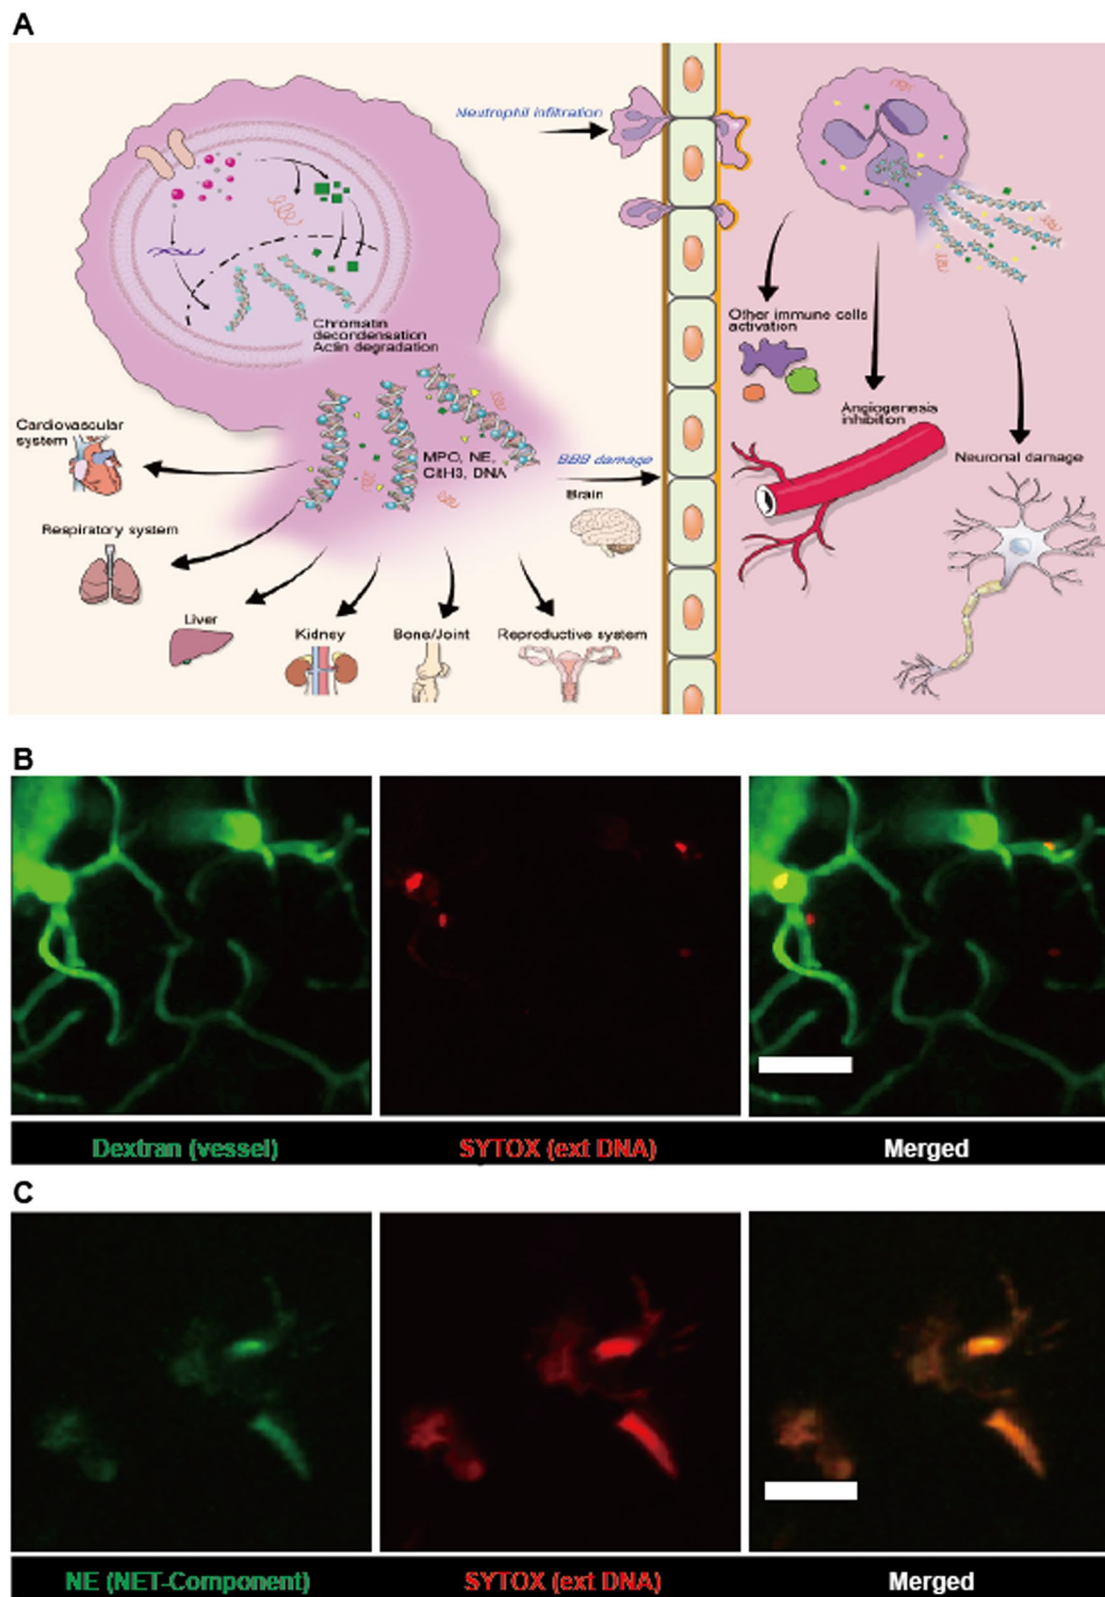 A
Neutrophil infiltration
Chromatin
decondensation
Actin degradation
Other immune cells
activation
Cardiovascular
system
Angiogenesis
inhibition
MPO, NE,
CitH3, DNA
BBB damage
Neuronal damage
Brain
Respiratory system
Liver
Kidney
Bone/Joint
Reproductive system
B
Dextran (vessel)
SYTOX (ext DNA)
Merged
C
NE (NET-Component)
SYTOX (ext DNA)
Merged